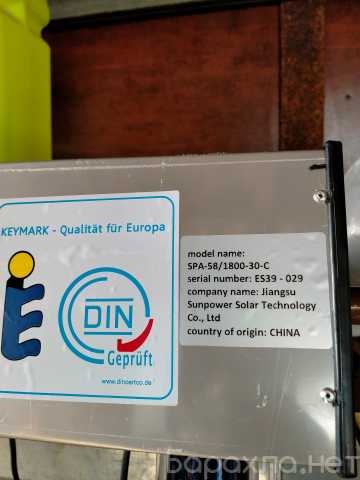 KEYMARK - Qualität für Europa
DIN
Geprüft
www.dincertco.de
model name:
SPA-58/1800-30-C
serial number: ES39 - 029
company name: Jiangsu
Sunpower Solar Technology
Co., Ltd
country of origin: CHINA
Барахла.нет